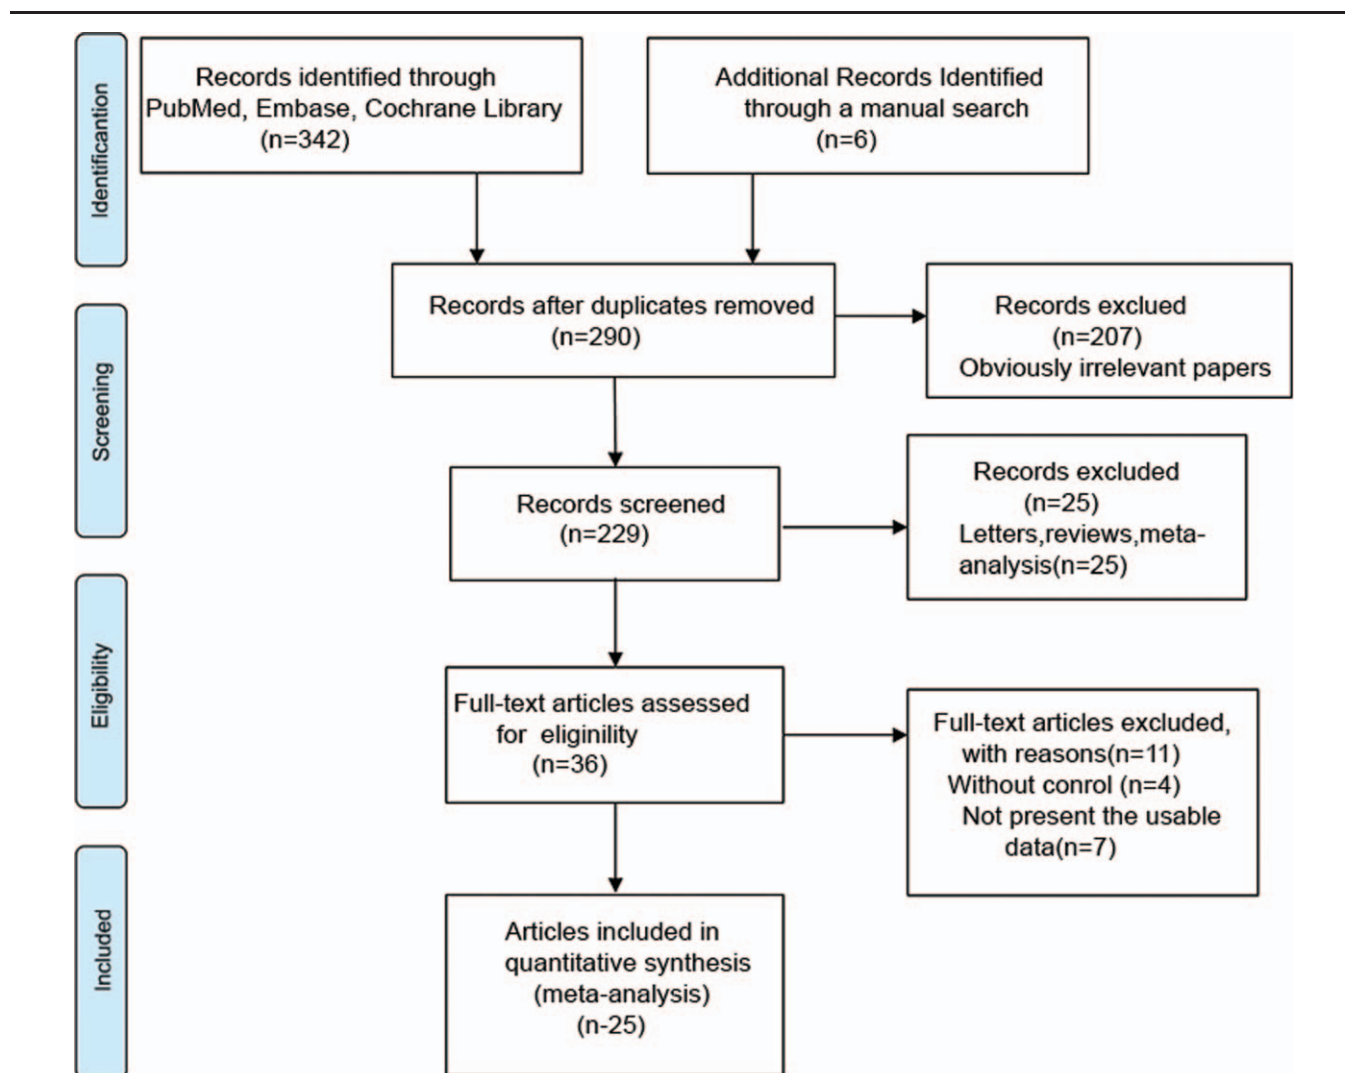 Identificantion
Records identified through
PubMed, Embase, Cochrane Library
(n=342)
Additional Records Identified
through a manual search
(n=6)
Screening
Records after duplicates removed
(n=290)
Records exclued
(n=207)
Obviously irrelevant papers
Records screened
(n=229)
Records excluded
(n=25)
Letters,reviews,meta-
analysis(n=25)
Eligibility
Full-text articles assessed
for eliginility
(n=36)
Full-text articles excluded,
with reasons(n=11)
Without conrol (n=4)
Not present the usable
data(n=7)
Included
Articles included in
quantitative synthesis
(meta-analysis)
(n-25)